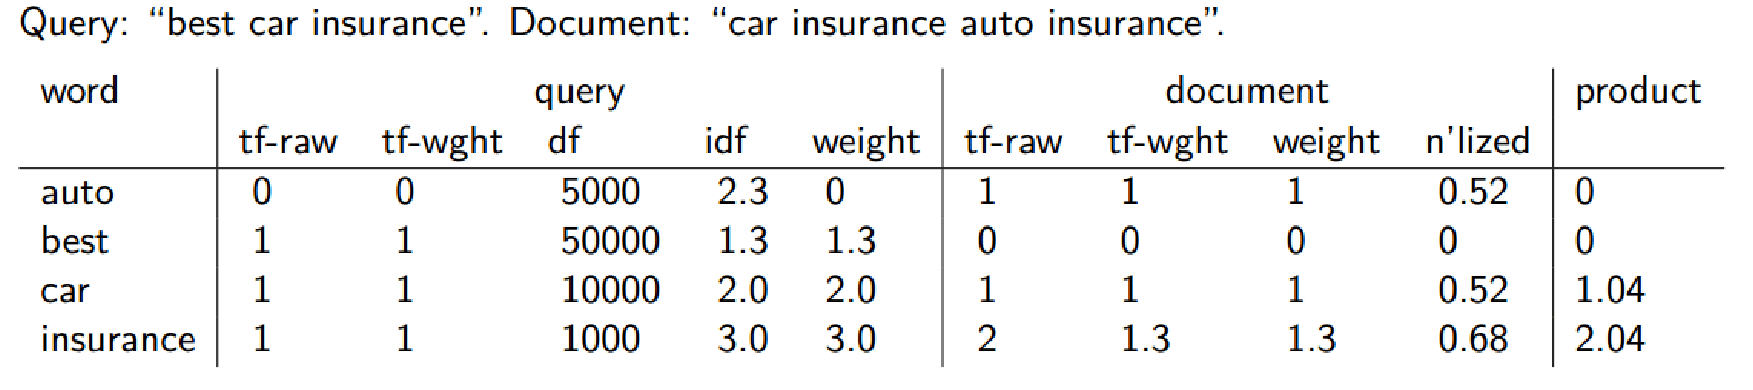 Query: “best car insurance”. Document: “car insurance auto insurance”.
word query document product
tf-raw tf-wght df idf weight tf-raw tf-wght weight n'lized
auto 0 0 5000 2.3 0 1 1 1 0.52 0
best 1 1 50000 1.3 1.3 0 0 0 0 0
car 1 1 10000 2.0 2.0 1 1 1 0.52 1.04
insurance 1 1 1000 3.0 3.0 2 1.3 1.3 0.68 2.04